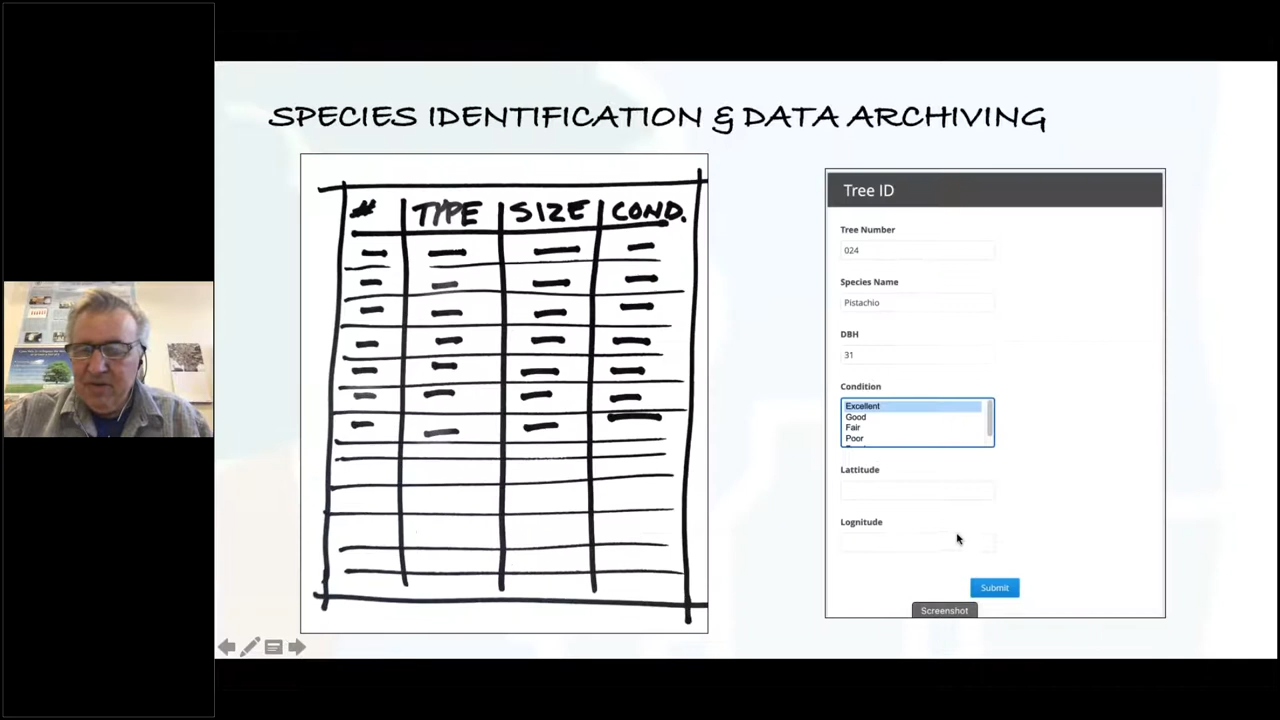 SPECIES IDENTIFICATION & DATA ARCHIVING
# TYPE SIZE COND.
Tree ID
Tree Number
024
Species Name
Pistachio
DBH
31
Condition
Excellent
Good
Fair
Poor
Lattitude
Lognitude
Submit
Screenshot